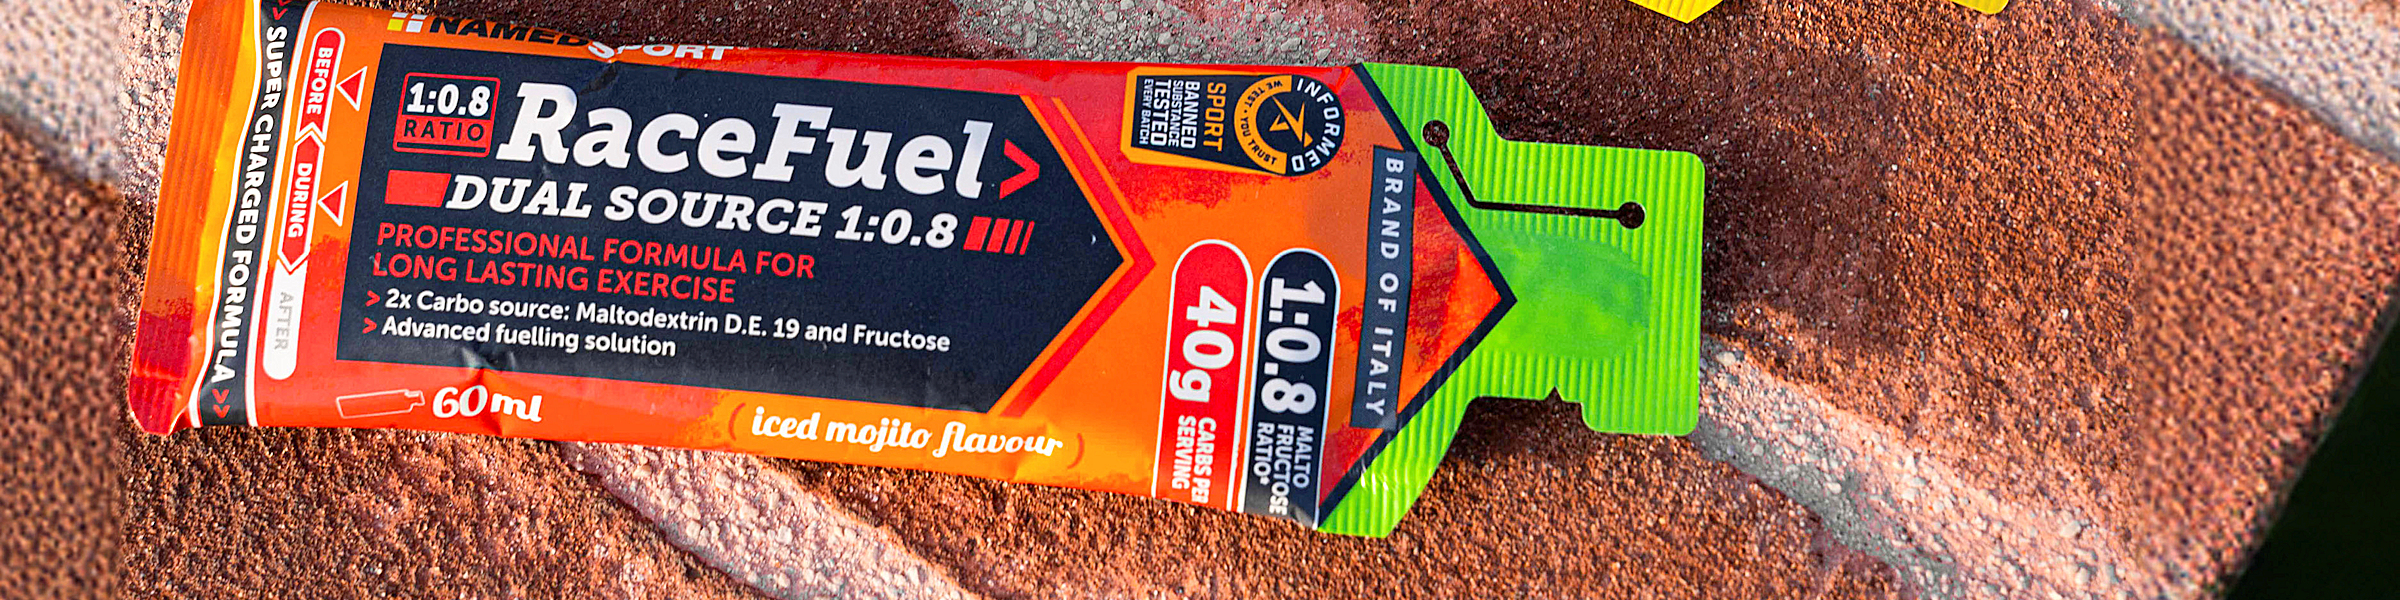 NAMEDSPORT
SUPER CHARGED FORMULA >>
BEFORE
DURING
AFTER
1:0.8
RATIO
RaceFuel>
DUAL SOURCE 1:0.8
PROFESSIONAL FORMULA FOR
LONG LASTING EXERCISE
> 2x Carbo source: Maltodextrin D.E. 19 and Fructose
> Advanced fuelling solution
60ml
iced mojito flavour
INFORMED
WE TEST · YOU TRUST
SPORT
BANNED
SUBSTANCE
TESTED
EVERY BATCH
1:0.8
MALTO
FRUCTOSE
RATIO*
40g
CARBS PER
SERVING
BRAND OF ITALY